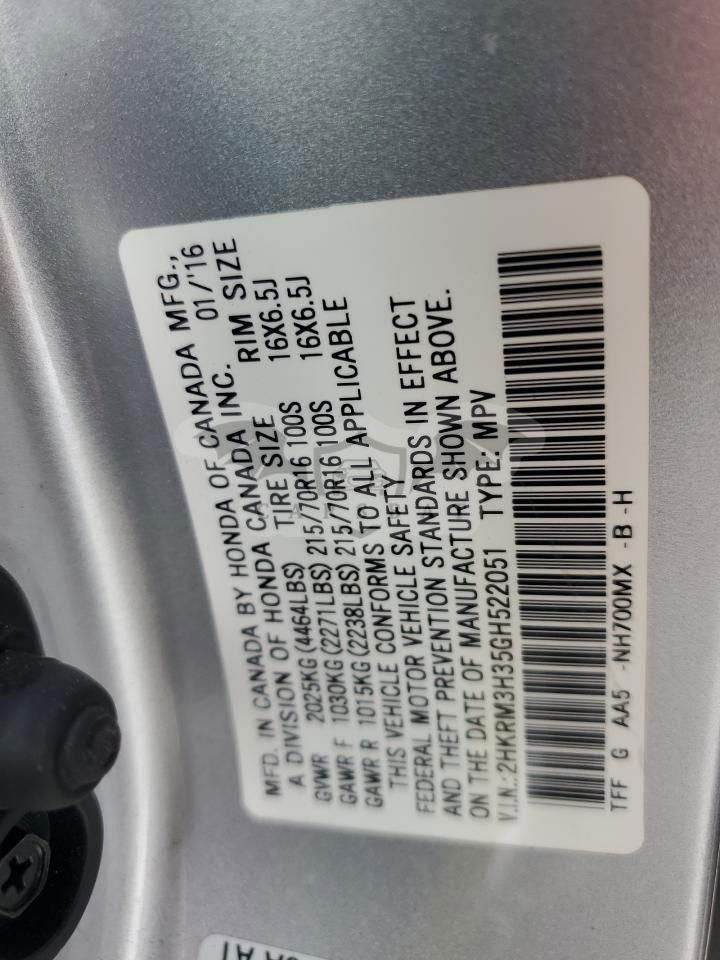 MFD. IN CANADA BY HONDA OF CANADA MFG.,
A DIVISION OF HONDA CANADA INC. 01/'16
TIRE SIZE RIM SIZE
GVWR 2025KG (4464LBS)
GAWR F 1030KG (2271LBS) 215/70R16 100S 16X6.5J
GAWR R 1015KG (2238LBS) 215/70R16 100S 16X6.5J
THIS VEHICLE CONFORMS TO ALL APPLICABLE
FEDERAL MOTOR VEHICLE SAFETY
AND THEFT PREVENTION STANDARDS IN EFFECT
ON THE DATE OF MANUFACTURE SHOWN ABOVE.
V.I.N.:2HKRM3H35GH522051 TYPE: MPV
TFF G AA5 -NH700MX -B -H